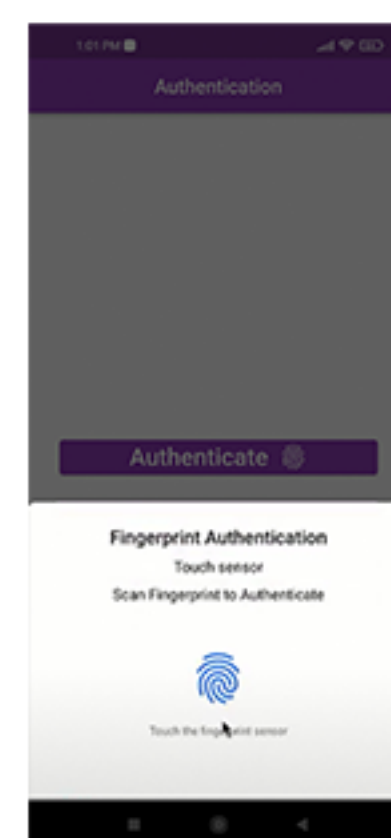 1:01 PM
Authentication
Authenticate
Fingerprint Authentication
Touch sensor
Scan Fingerprint to Authenticate
Touch the fingerprint sensor